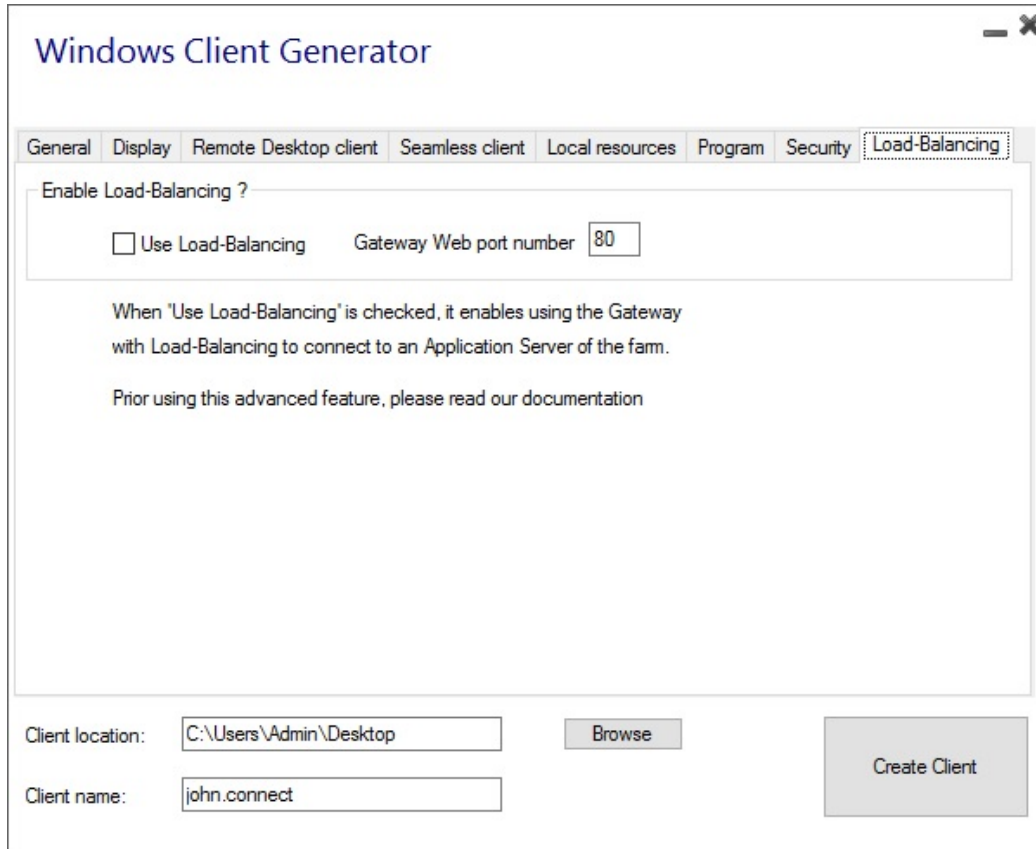 Windows Client Generator
General Display Remote Desktop client Seamless client Local resources Program Security Load-Balancing
Enable Load-Balancing ?
Use Load-Balancing Gateway Web port number 80
When "Use Load-Balancing" is checked, it enables using the Gateway
with Load-Balancing to connect to an Application Server of the farm.
Prior using this advanced feature, please read our documentation
Client location: C:\Users\Admin\Desktop Browse
Create Client
Client name: john.connect